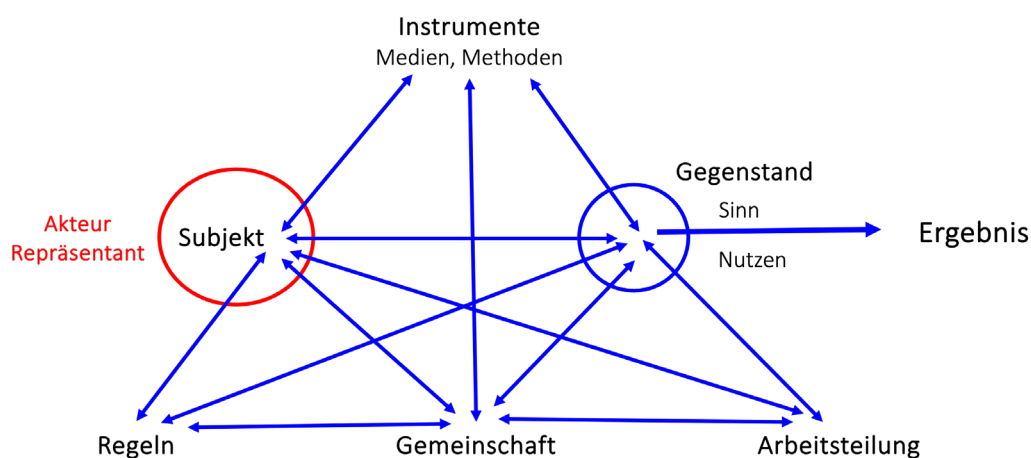 Instrumente
Medien, Methoden
Gegenstand
Sinn
Akteur
Repräsentant
Subjekt
Ergebnis
Nutzen
Regeln
Gemeinschaft
Arbeitsteilung